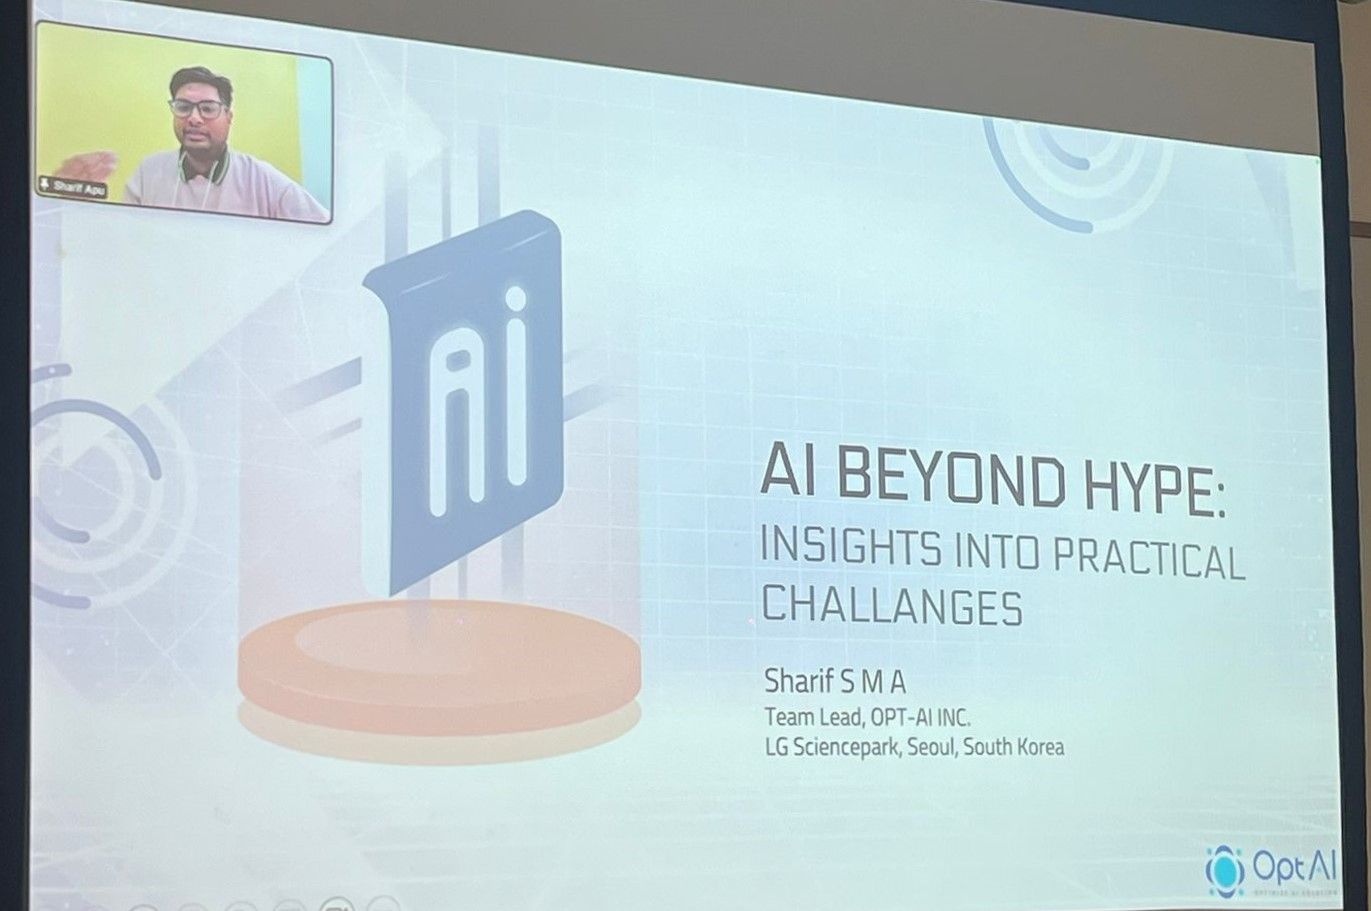 Sharif Apu
Ai
AI BEYOND HYPE:
INSIGHTS INTO PRACTICAL
CHALLANGES
Sharif S M A
Team Lead, OPT-AI INC.
LG Sciencepark, Seoul, South Korea
OptAI